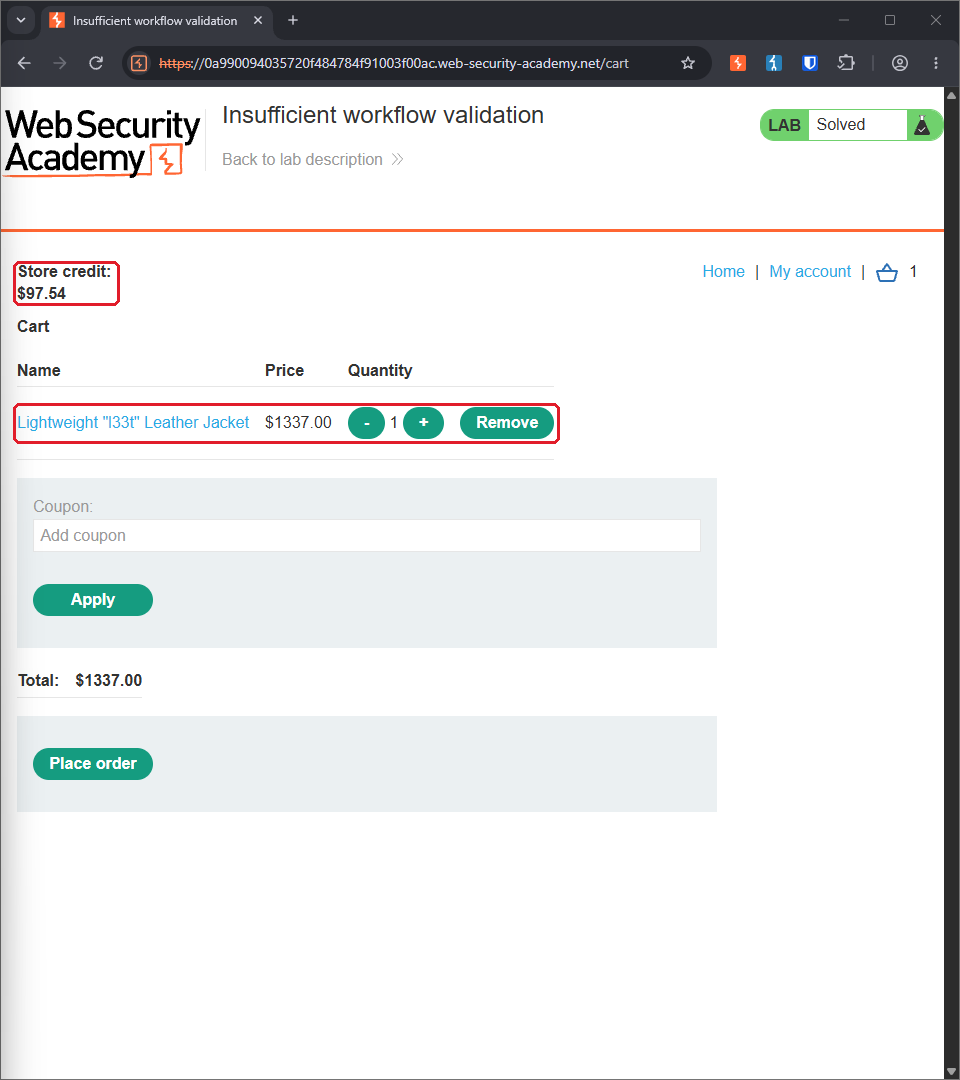 Insufficient workflow validation
https://0a990094035720f484784f91003f00ac.web-security-academy.net/cart
Web Security
Academy
Insufficient workflow validation
Back to lab description
LAB Solved
Store credit:
$97.54
Home | My account | 1
Cart
Name Price Quantity
Lightweight "l33t" Leather Jacket $1337.00 - 1 + Remove
Coupon:
Add coupon
Apply
Total: $1337.00
Place order